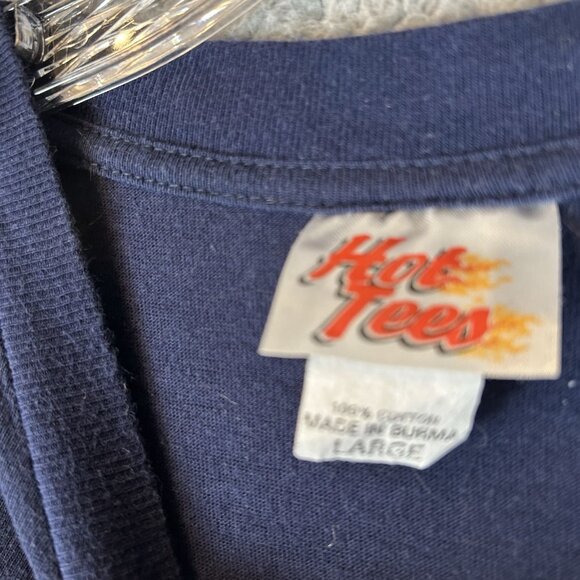 Hot
Tees
100% COTTON
MADE IN BURMA
LARGE